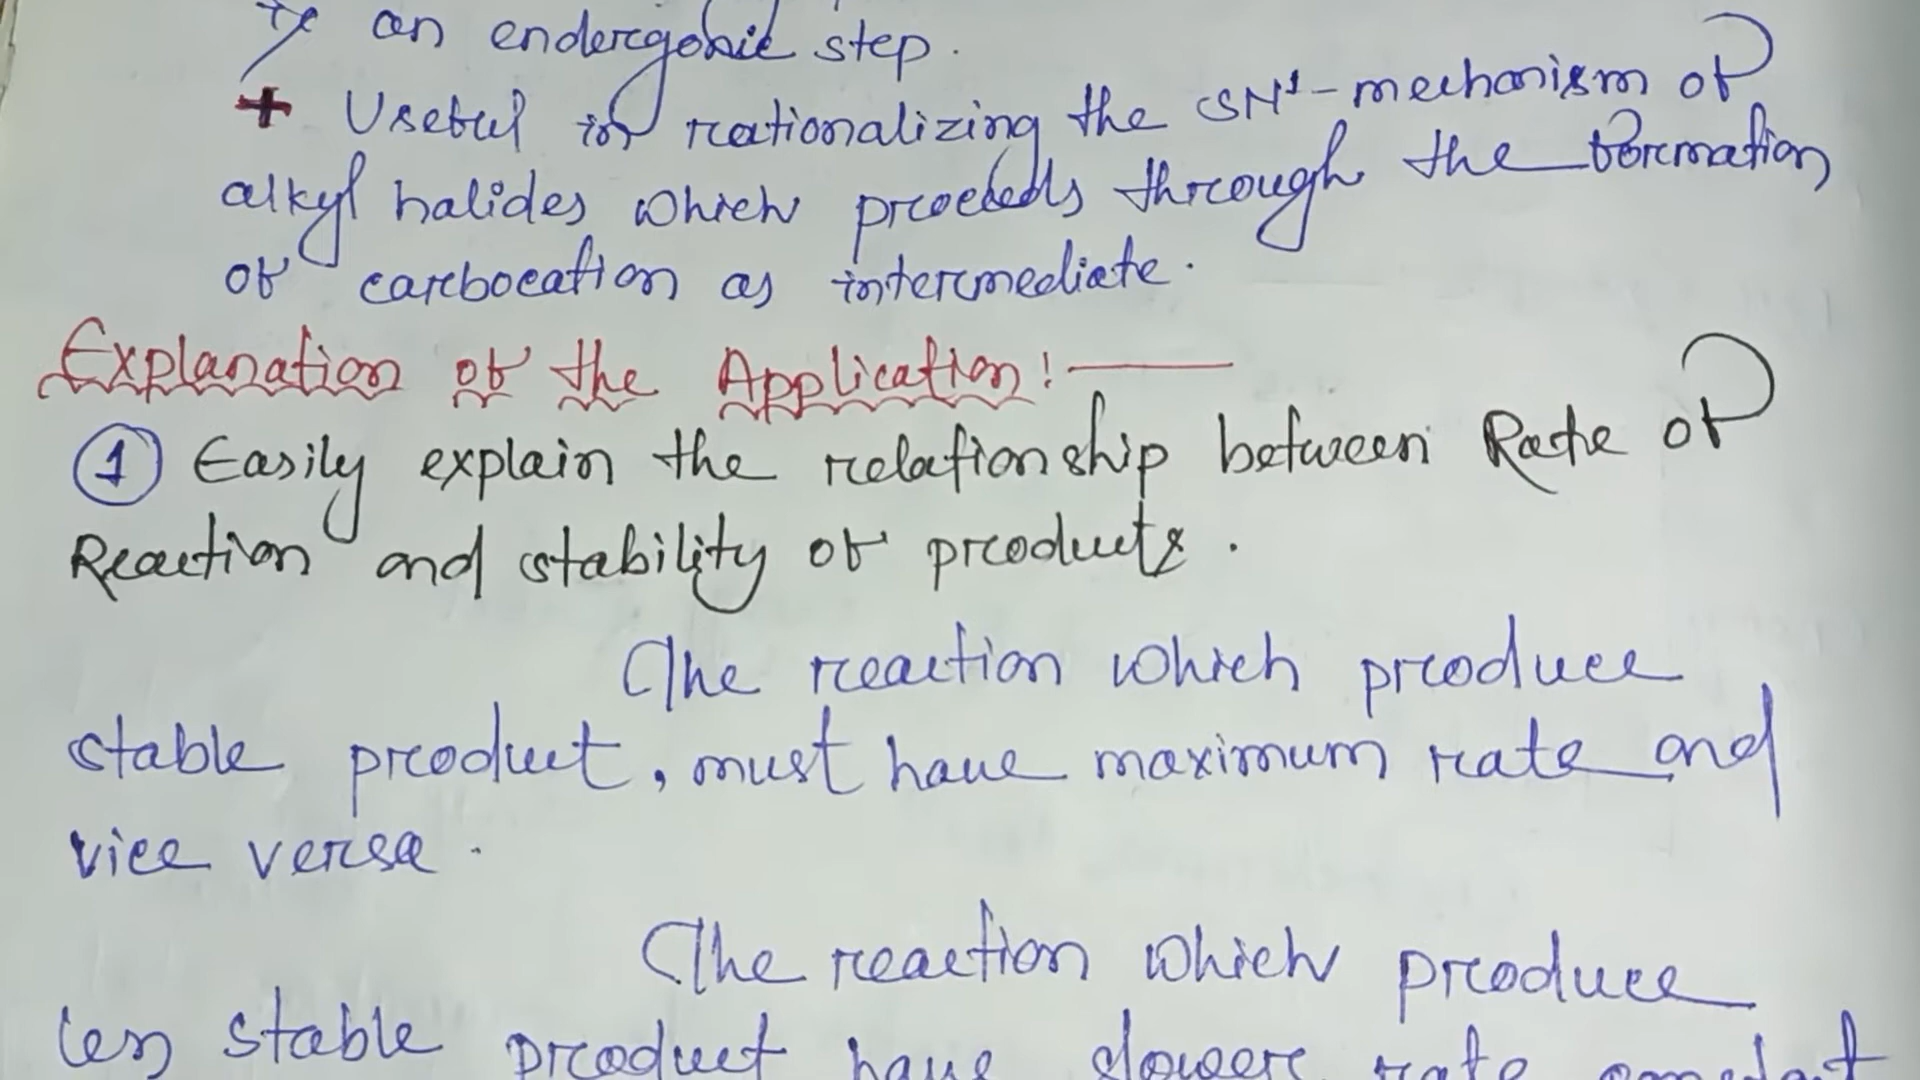 an endergonic step.
+ Useful in rationalizing the SN¹-mechanism of
alkyl halides which proceeds through the formation
of carbocation as intermediate.
Explanation of the Application:—
① Easily explain the relationship between Rate of
Reaction and stability of products.
The reaction which produce
stable product, must have maximum rate and
vice versa.
The reaction which produce
less stable product have slower rate